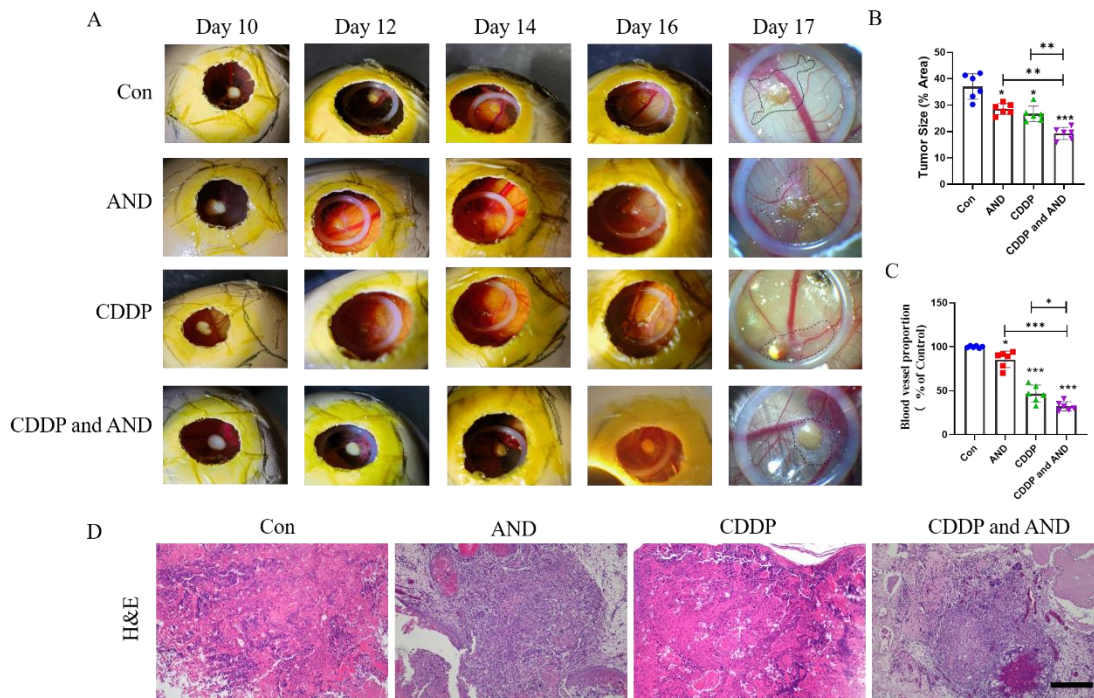 A
Day 10 Day 12 Day 14 Day 16 Day 17
Con
AND
CDDP
CDDP and AND
B
Tumor Size (% Area)
50
40
30
20
10
0
**
**
*
*
***
Con
AND
CDDP
CDDP and AND
C
Blood vessel proportion
( % of Control)
150
100
50
0
*
***
*
***
***
Con
AND
CDDP
CDDP and AND
D
Con AND CDDP CDDP and AND
H&E